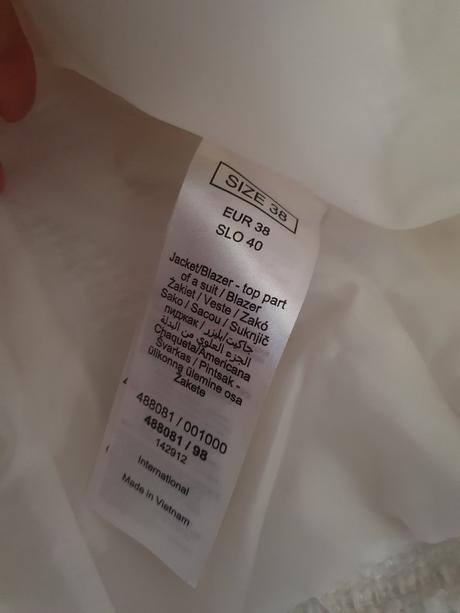 SIZE 38
EUR 38
SLO 40
Jacket/Blazer - top part
of a suit / Blazer
Żakiet / Veste / Zakó
Sako / Sacou / Suknjič
пиджак / جاكيت/بليزر
الجزء العلوي من البدلة
Chaqueta/Americana
Švarkas / Pintsak -
ülikonna ülemine osa
Žakete
488081 / 001000
488081 / 98
142912
International
Made in Vietnam